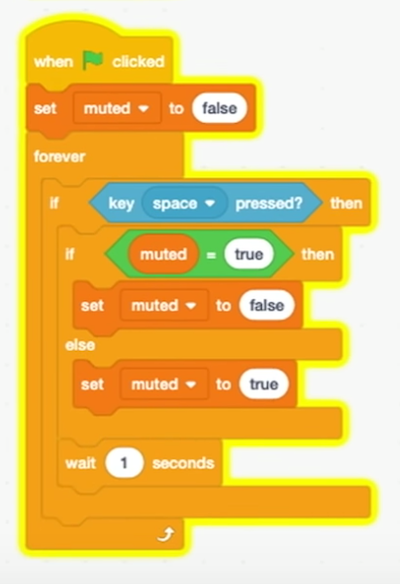 when clicked
set muted to false
forever
if key space pressed? then
if muted = true then
set muted to false
else
set muted to true
wait 1 seconds